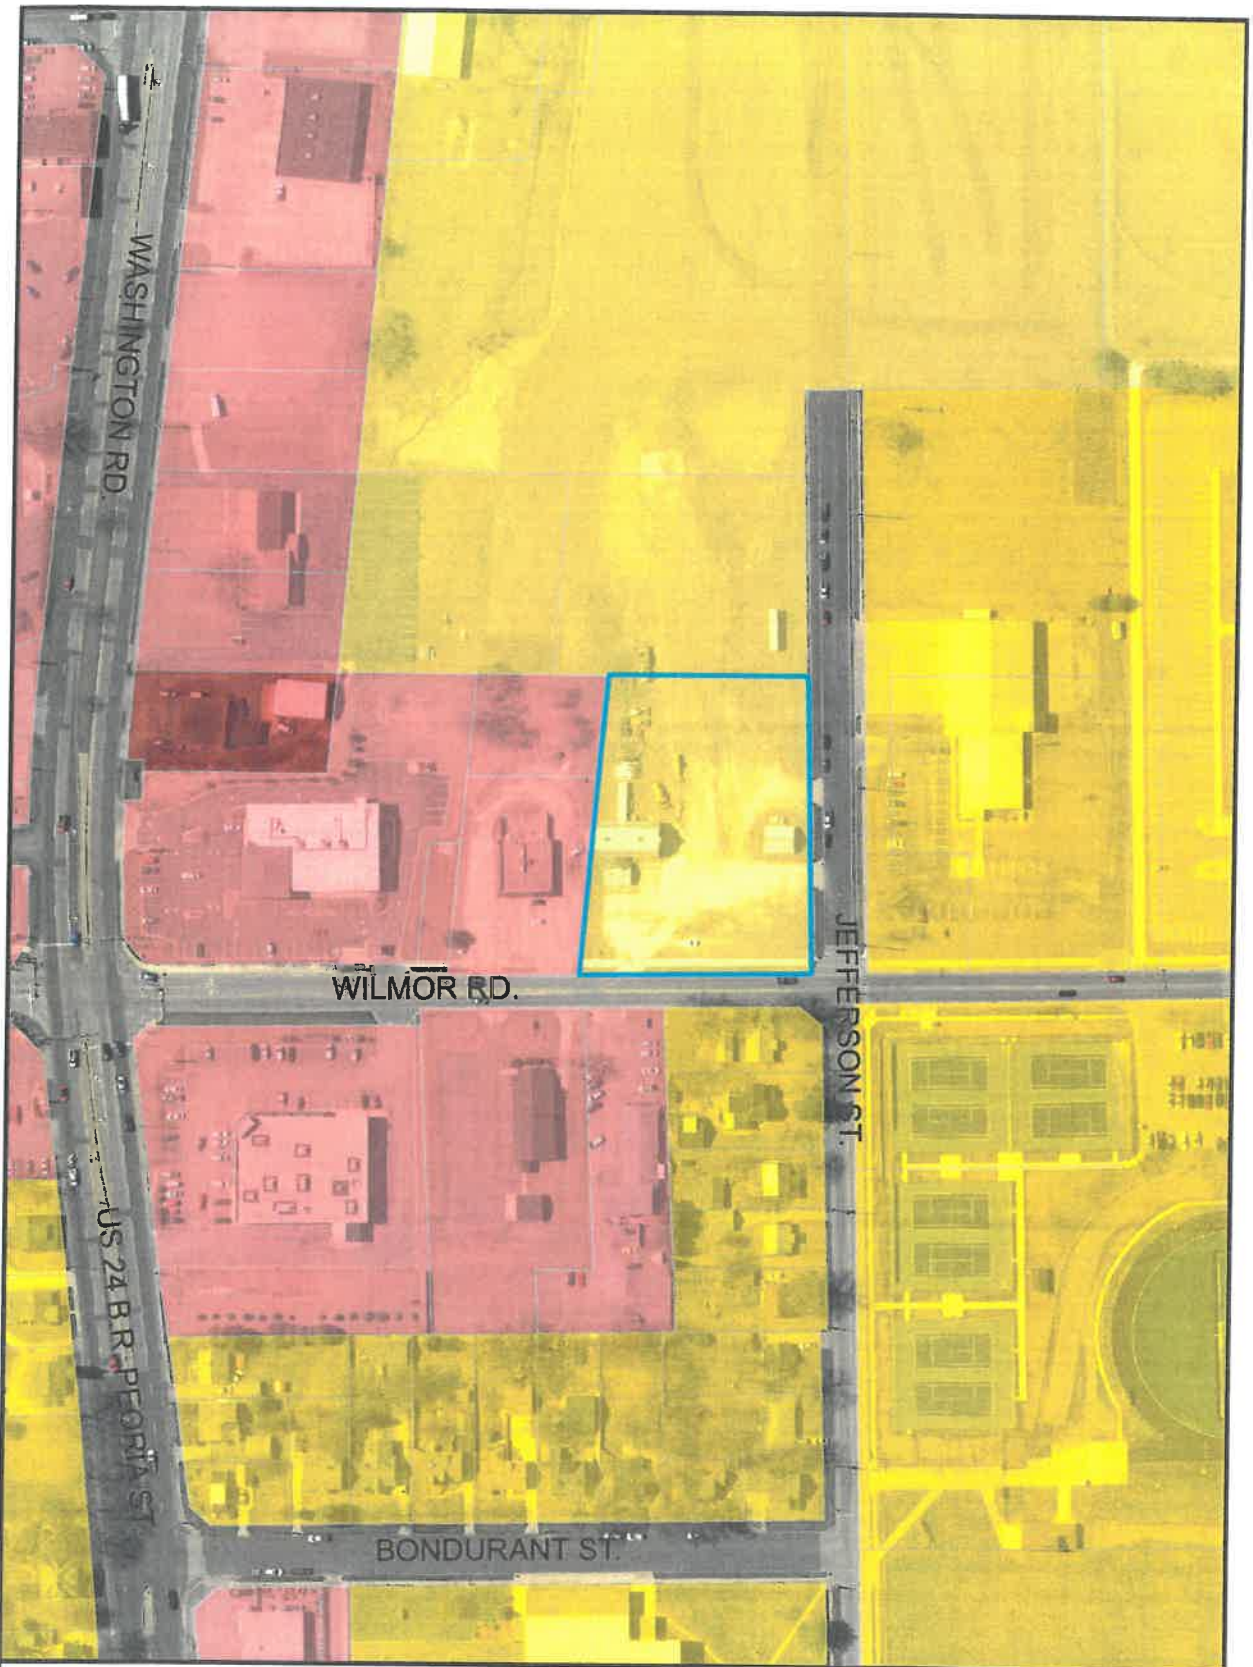 WASHINGTON RD.
JEFFERSON ST.
WILMOR RD.
US 24 B.R.-PEORIA ST.
BONDURANT ST.